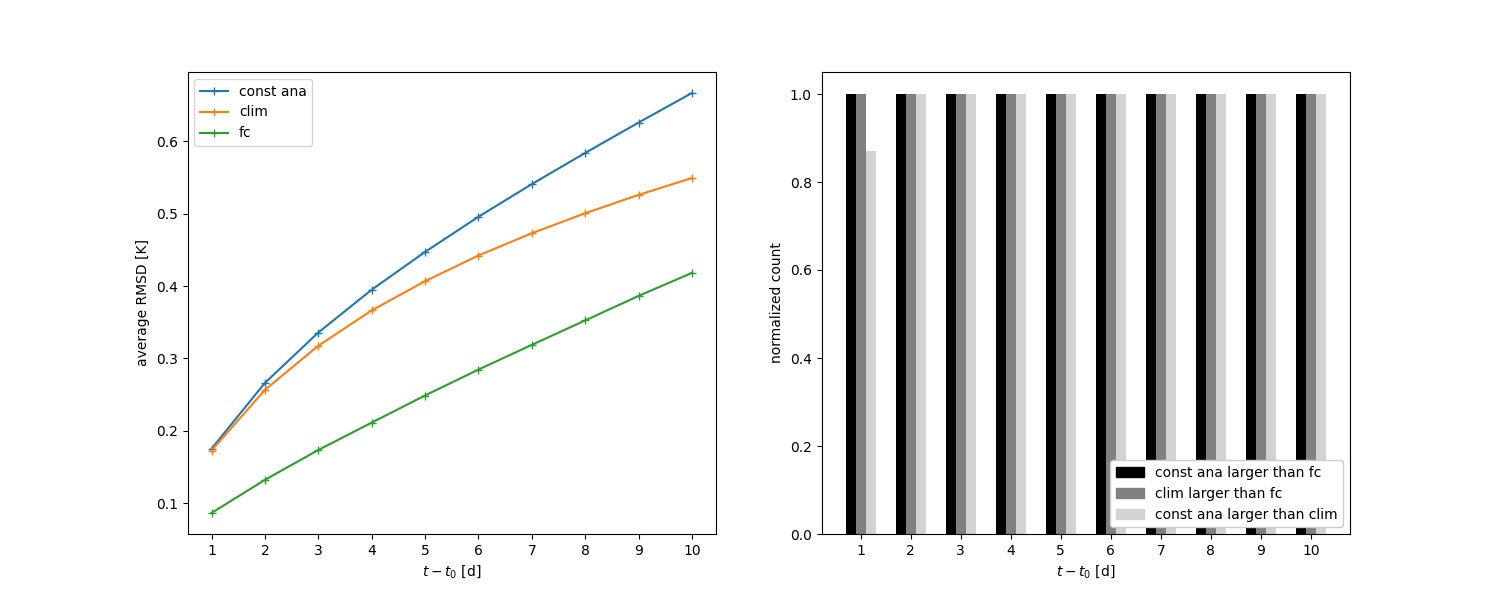 const ana
clim
fc
0.6
0.5
0.4
0.3
0.2
0.1
average RMSD [K]
1 2 3 4 5 6 7 8 9 10
t − t₀ [d]
1.0
0.8
0.6
0.4
0.2
0.0
normalized count
const ana larger than fc
clim larger than fc
const ana larger than clim
1 2 3 4 5 6 7 8 9 10
t − t₀ [d]